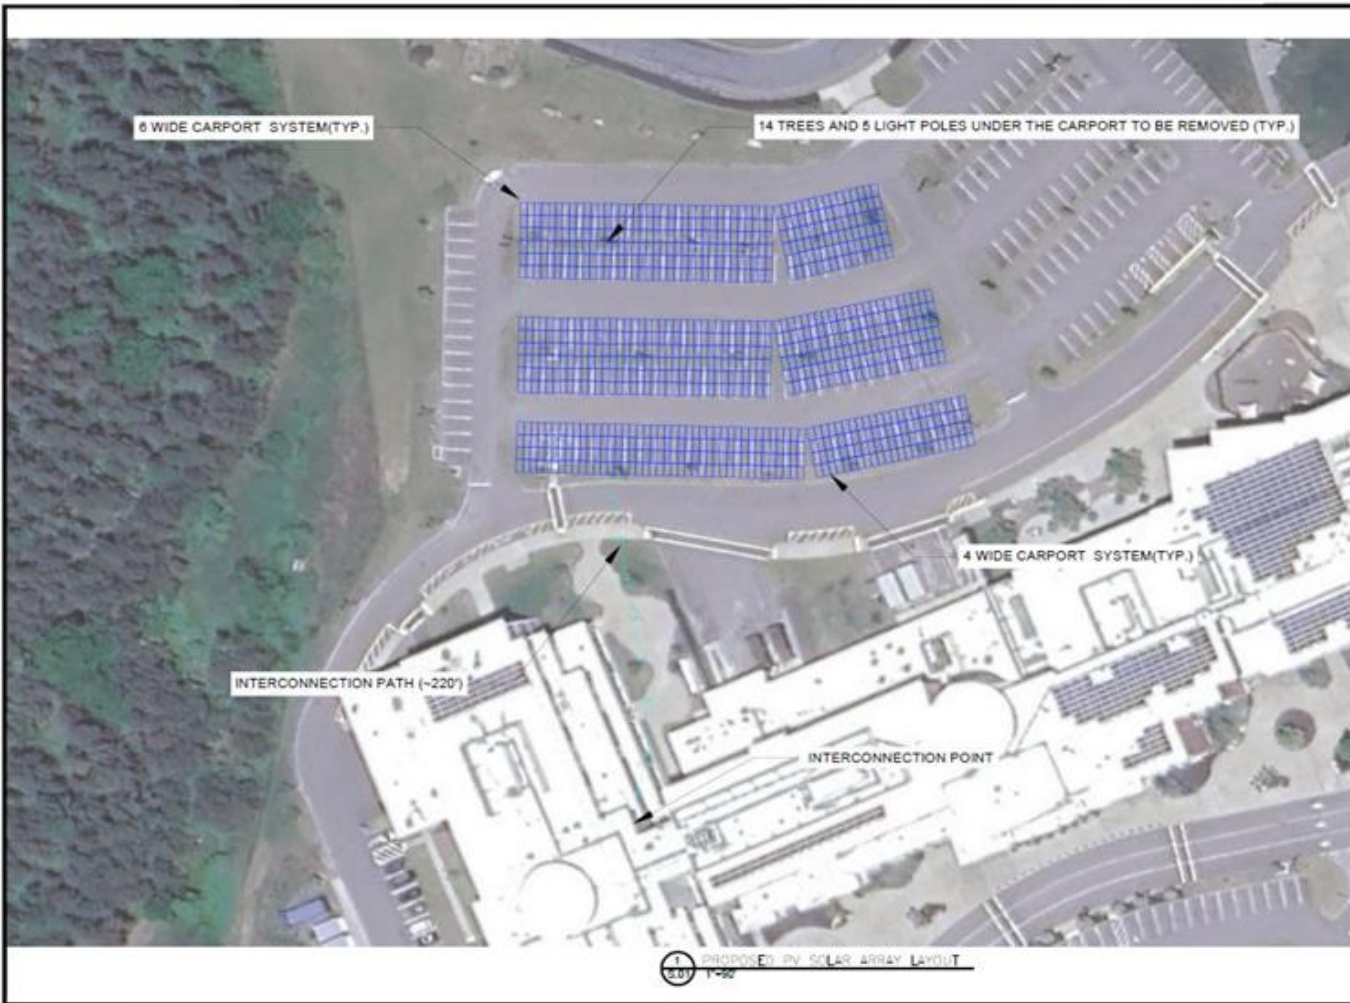 6 WIDE CARPORT SYSTEM(TYP.)
14 TREES AND 5 LIGHT POLES UNDER THE CARPORT TO BE REMOVED (TYP.)
4 WIDE CARPORT SYSTEM(TYP.)
INTERCONNECTION PATH (~220')
INTERCONNECTION POINT
1
PROPOSED PV SOLAR ARRAY LAYOUT